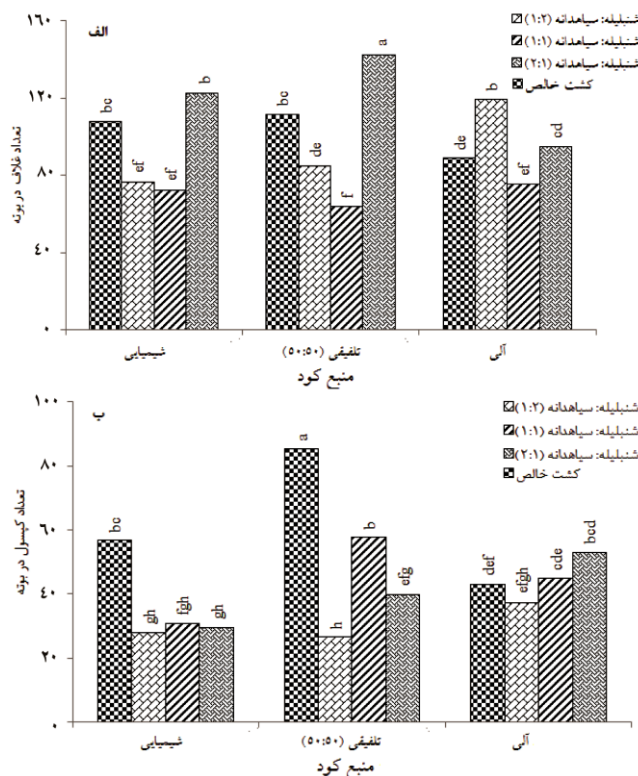 الف
شنبلیله: سیاهدانه (۱:۲)
شنبلیله: سیاهدانه (۱:۱)
شنبلیله: سیاهدانه (۲:۱)
کشت خالص
تعداد غلاف در بوته
۱۶۰
۱۲۰
۸۰
۴۰
۰
bc
ef
ef
b
bc
de
f
a
de
b
ef
cd
شیمیایی
تلفیقی (۵۰:۵۰)
آلی
منبع کود
ب
شنبلیله: سیاهدانه (۱:۲)
شنبلیله: سیاهدانه (۱:۱)
شنبلیله: سیاهدانه (۲:۱)
کشت خالص
تعداد کپسول در بوته
۱۰۰
۸۰
۶۰
۴۰
۲۰
۰
bc
gh
fgh
gh
a
h
b
efg
def
efgh
cde
bcd
شیمیایی
تلفیقی (۵۰:۵۰)
آلی
منبع کود